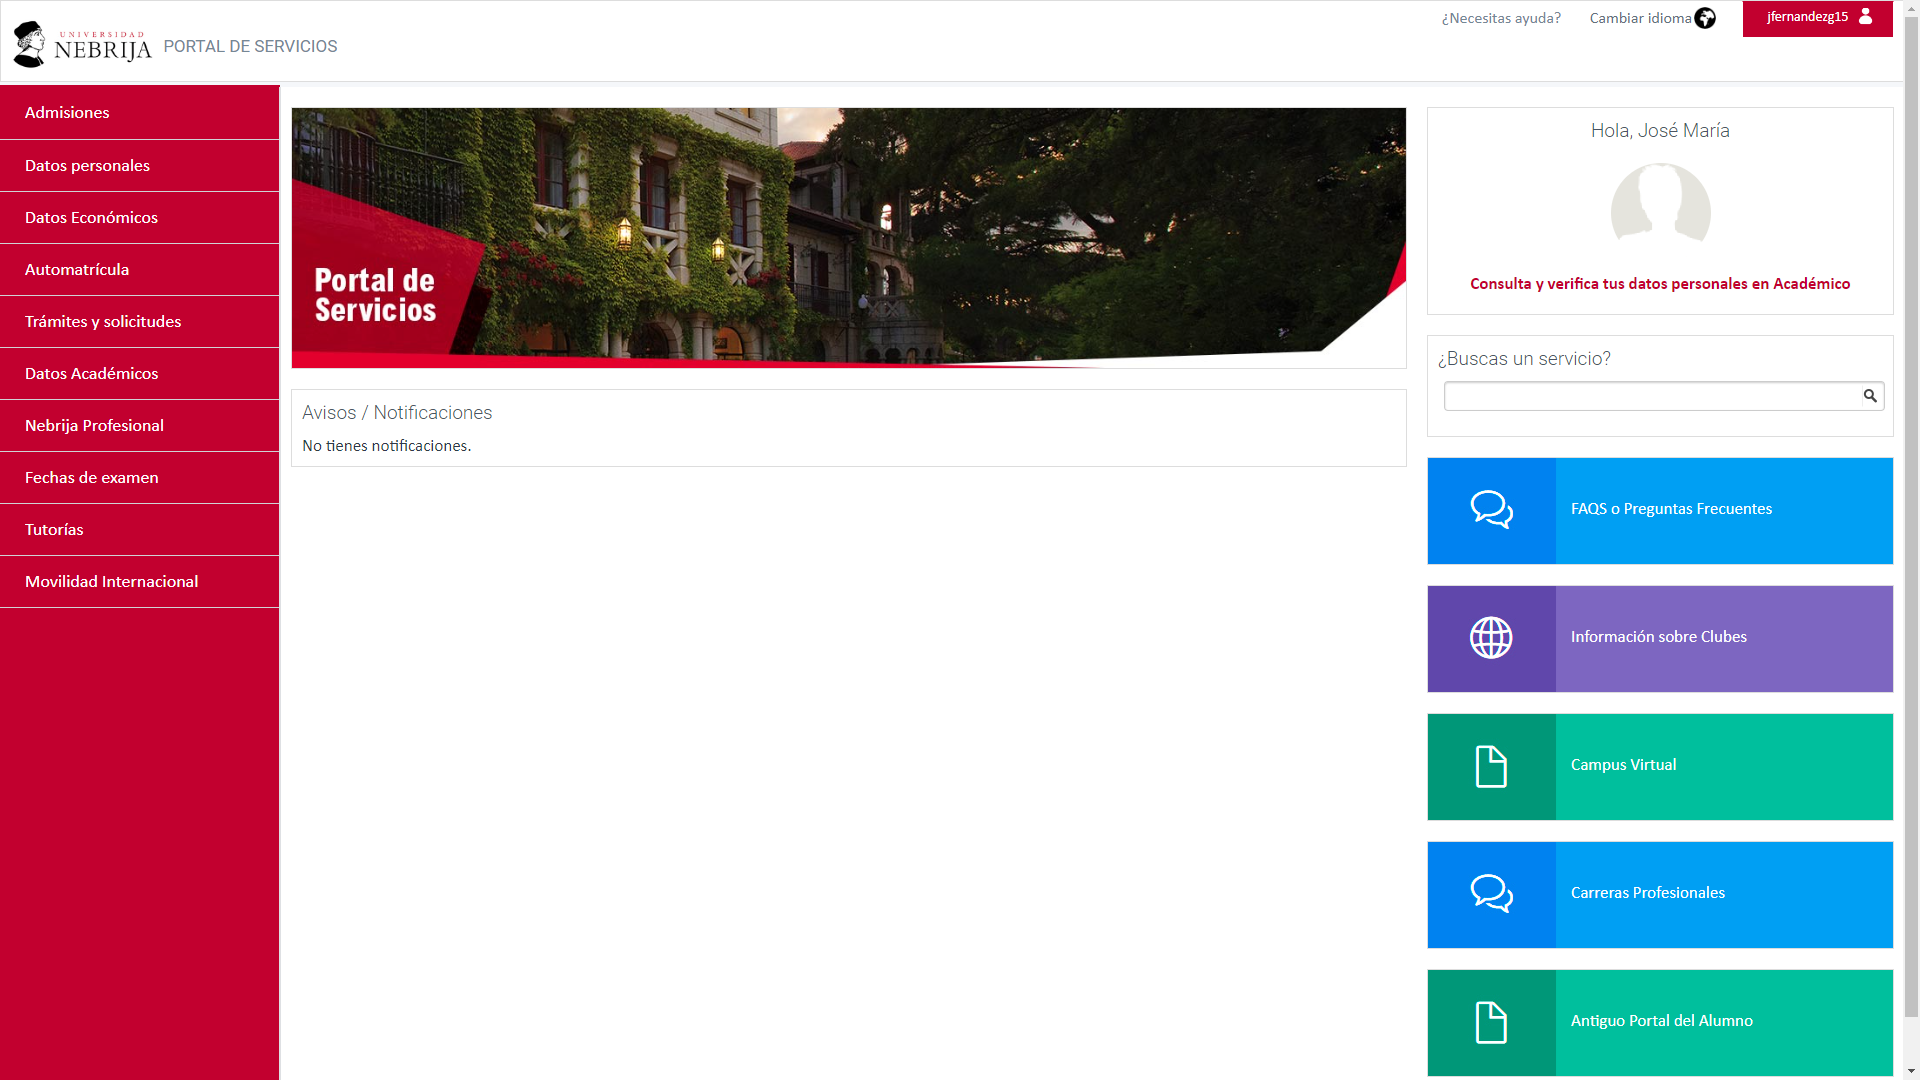 UNIVERSIDAD
NEBRIJA
PORTAL DE SERVICIOS
¿Necesitas ayuda?
Cambiar idioma
jfernandezg15
Admisiones
Datos personales
Datos Económicos
Automatrícula
Trámites y solicitudes
Datos Académicos
Nebrija Profesional
Fechas de examen
Tutorías
Movilidad Internacional
Portal de
Servicios
Avisos / Notificaciones
No tienes notificaciones.
Hola, José María
Consulta y verifica tus datos personales en Académico
¿Buscas un servicio?
FAQS o Preguntas Frecuentes
Información sobre Clubes
Campus Virtual
Carreras Profesionales
Antiguo Portal del Alumno